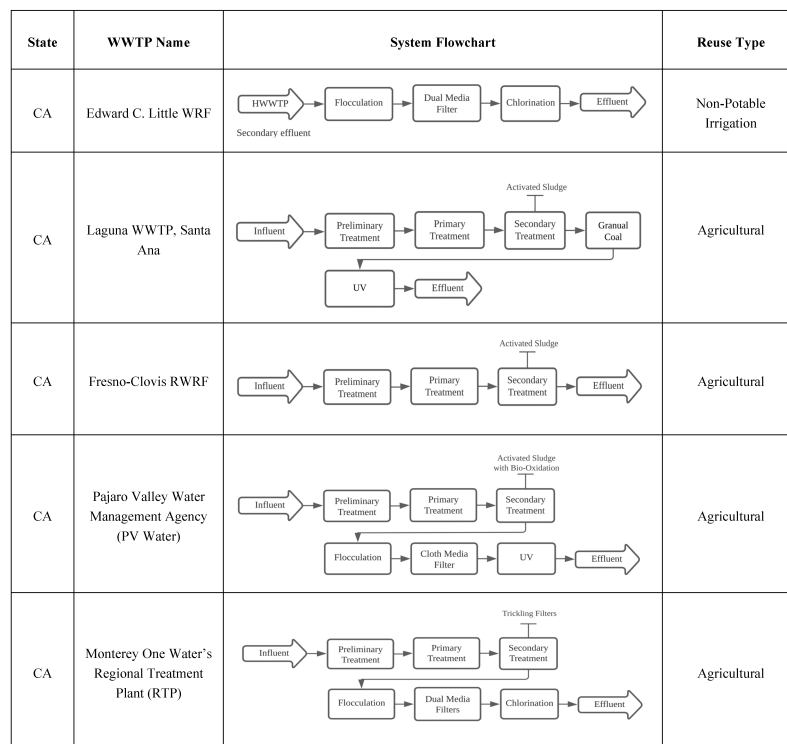 State WWTP Name System Flowchart Reuse Type
CA
Edward C. Little WRF
HWWTP
Secondary effluent
Flocculation
Dual Media
Filter
Chlorination
Effluent
Non-Potable
Irrigation
CA
Laguna WWTP, Santa
Ana
Activated Sludge
Influent
Preliminary
Treatment
Primary
Treatment
Secondary
Treatment
Granual
Coal
UV
Effluent
Agricultural
CA
Fresno-Clovis RWRF
Activated Sludge
Influent
Preliminary
Treatment
Primary
Treatment
Secondary
Treatment
Effluent
Agricultural
CA
Pajaro Valley Water
Management Agency
(PV Water)
Activated Sludge
with Bio-Oxidation
Influent
Preliminary
Treatment
Primary
Treatment
Secondary
Treatment
Flocculation
Cloth Media
Filter
UV
Effluent
Agricultural
CA
Monterey One Water’s
Regional Treatment
Plant (RTP)
Trickling Filters
Influent
Preliminary
Treatment
Primary
Treatment
Secondary
Treatment
Flocculation
Dual Media
Filters
Chlorination
Effluent
Agricultural